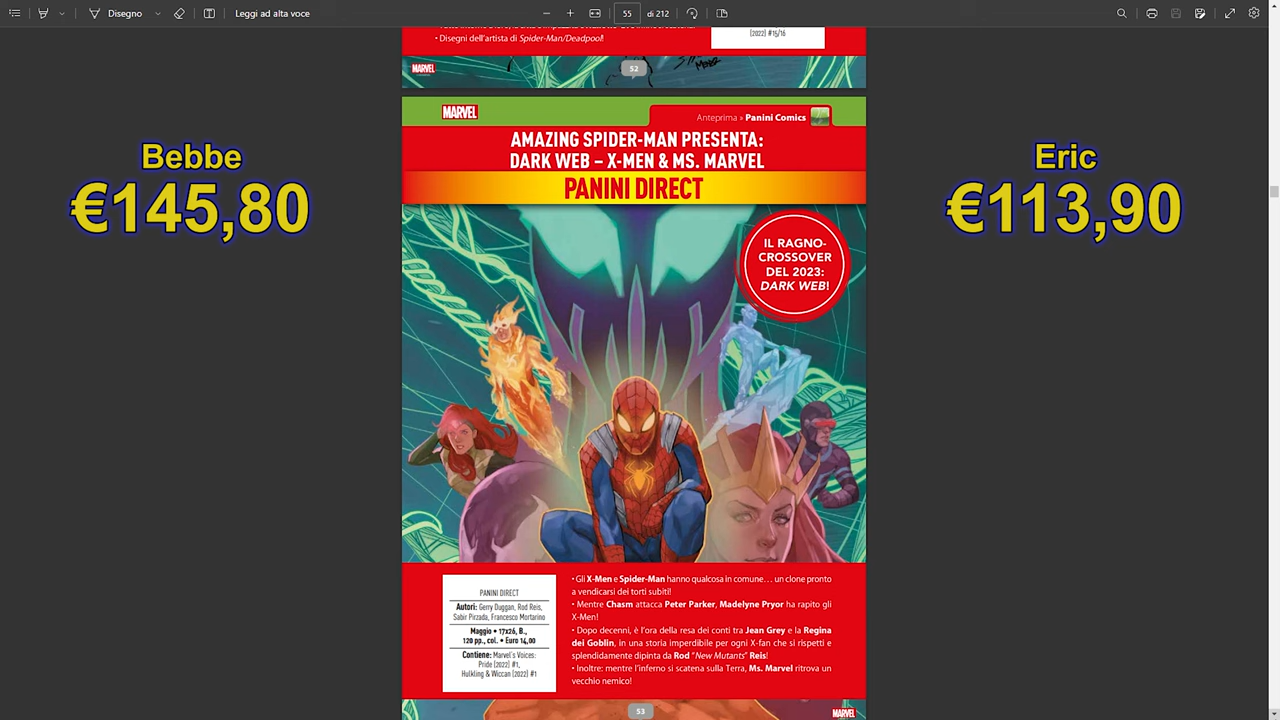 Indice
Leggi ad alta voce
55
di 212
• Disegni dell'artista di Spider-Man/Deadpool!
(2022) #15/16
MARVEL
52
MARVEL
Anteprima » Panini Comics
AMAZING SPIDER-MAN PRESENTA:
DARK WEB – X-MEN & MS. MARVEL
PANINI DIRECT
Bebbe
€145,80
Eric
€113,90
IL RAGNO-
CROSSOVER
DEL 2023:
DARK WEB!
PANINI DIRECT
Autori: Gerry Duggan, Rod Reis,
Sabir Pirzada, Francesco Mortarino
Maggio • 17x26, B.,
120 pp., col. • Euro 14,00
Contiene: Marvel's Voices:
Pride (2022) #1,
Hulkling & Wiccan (2022) #1
• Gli X-Men e Spider-Man hanno qualcosa in comune… un clone pronto
a vendicarsi dei torti subiti!
• Mentre Chasm attacca Peter Parker, Madelyne Pryor ha rapito gli
X-Men!
• Dopo decenni, è l'ora della resa dei conti tra Jean Grey e la Regina
dei Goblin, in una storia imperdibile per ogni X-fan che si rispetti e
splendidamente dipinta da Rod "New Mutants" Reis!
• Inoltre: mentre l'inferno si scatena sulla Terra, Ms. Marvel ritrova un
vecchio nemico!
53
MARVEL